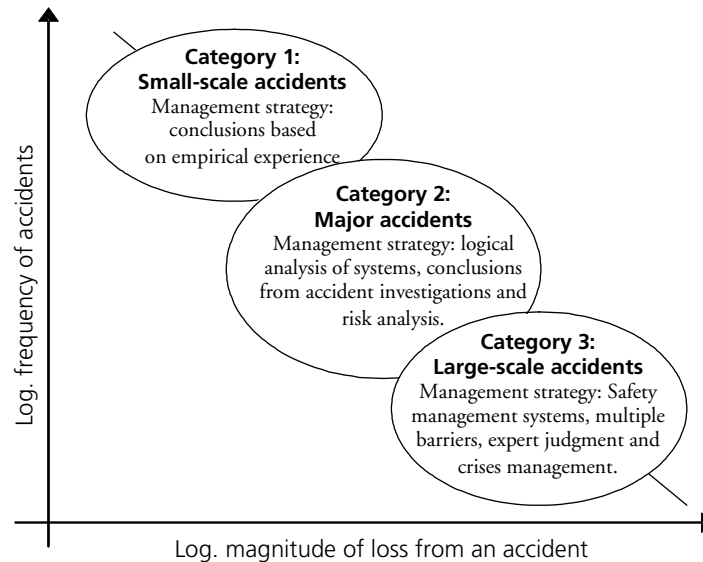 Log. frequency of accidents
Category 1:
Small-scale accidents
Management strategy:
conclusions based
on empirical experience
Category 2:
Major accidents
Management strategy: logical
analysis of systems, conclusions
from accident investigations and
risk analysis.
Category 3:
Large-scale accidents
Management strategy: Safety
management systems, multiple
barriers, expert judgment and
crises management.
Log. magnitude of loss from an accident